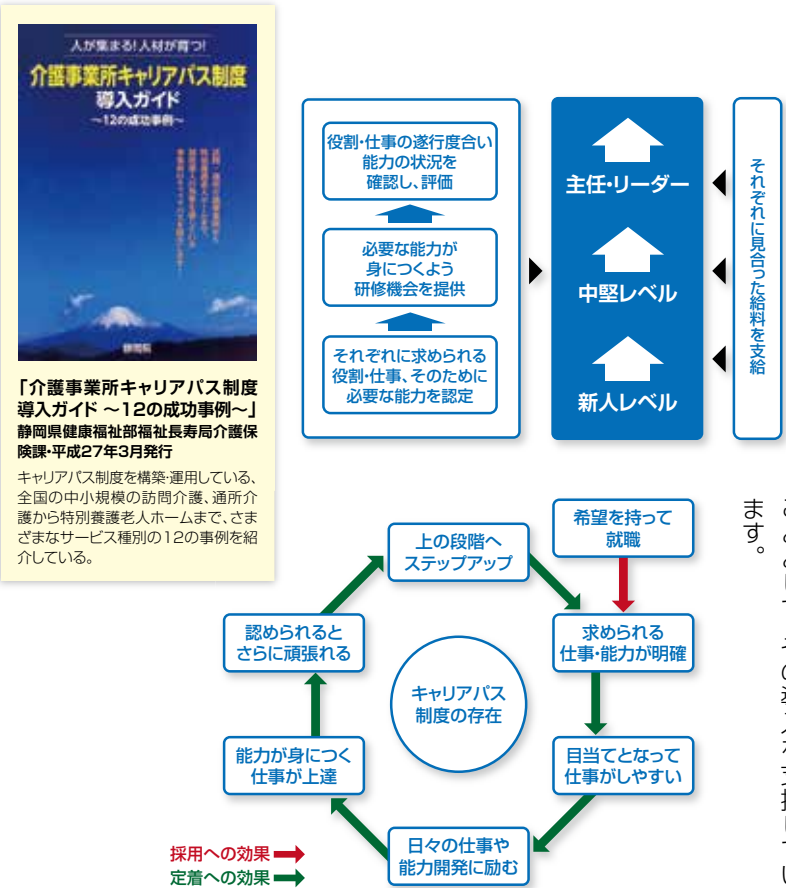 人が集まる!人材が育つ!
介護事業所キャリアパス制度
導入ガイド
~12の成功事例~
静岡県
「介護事業所キャリアパス制度
導入ガイド ~12の成功事例~」
静岡県健康福祉部福祉長寿局介護保
険課・平成27年3月発行
キャリアパス制度を構築・運用している、
全国の中小規模の訪問介護、通所介
護から特別養護老人ホームまで、さま
ざまなサービス種別の12の事例を紹
介している。
役割・仕事の遂行度合い
能力の状況を
確認し、評価
必要な能力が
身につくよう
研修機会を提供
それぞれに求められる
役割・仕事、そのために
必要な能力を認定
主任・リーダー
中堅レベル
新人レベル
それぞれに見合った給料を支給
ます。
希望を持って
就職
上の段階へ
ステップアップ
求められる
仕事・能力が明確
目当てとなって
仕事がしやすい
日々の仕事や
能力開発に励む
能力が身につく
仕事が上達
認められると
さらに頑張れる
キャリアパス
制度の存在
採用への効果
定着への効果